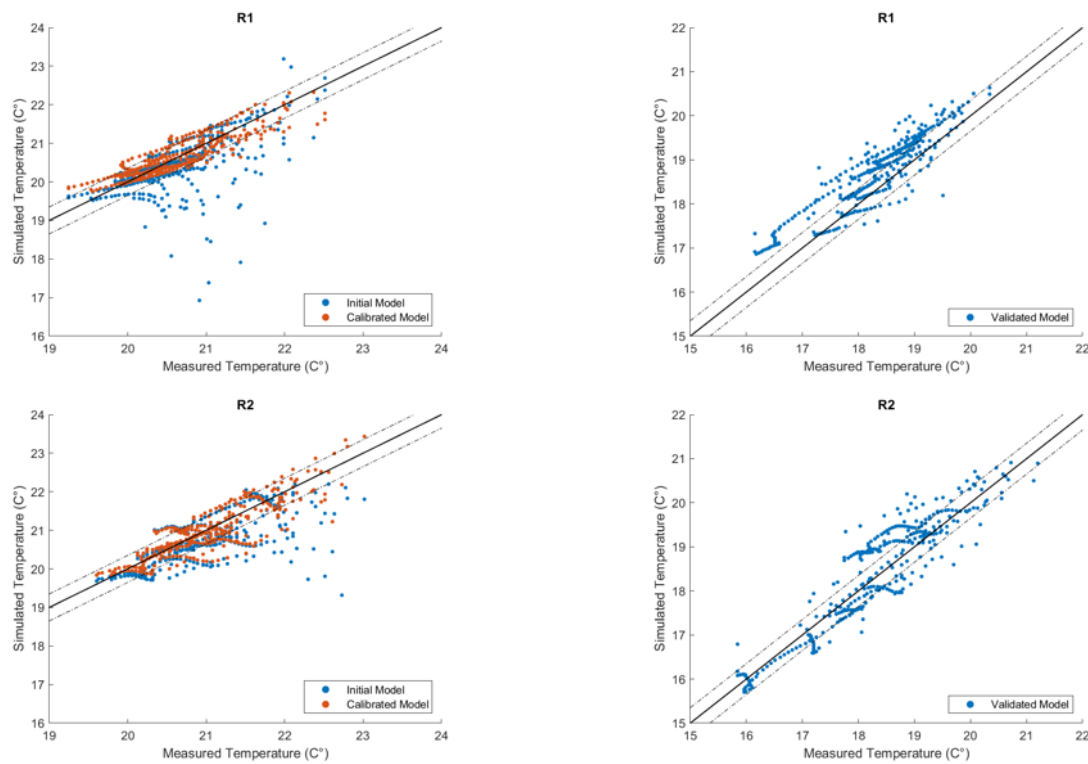 R1
24
23
22
21
20
19
18
17
16
Simulated Temperature (C°)
19 20 21 22 23 24
Measured Temperature (C°)
Initial Model
Calibrated Model
R1
22
21
20
19
18
17
16
15
Simulated Temperature (C°)
15 16 17 18 19 20 21 22
Measured Temperature (C°)
Validated Model
R2
24
23
22
21
20
19
18
17
16
Simulated Temperature (C°)
19 20 21 22 23 24
Measured Temperature (C°)
Initial Model
Calibrated Model
R2
22
21
20
19
18
17
16
15
Simulated Temperature (C°)
15 16 17 18 19 20 21 22
Measured Temperature (C°)
Validated Model